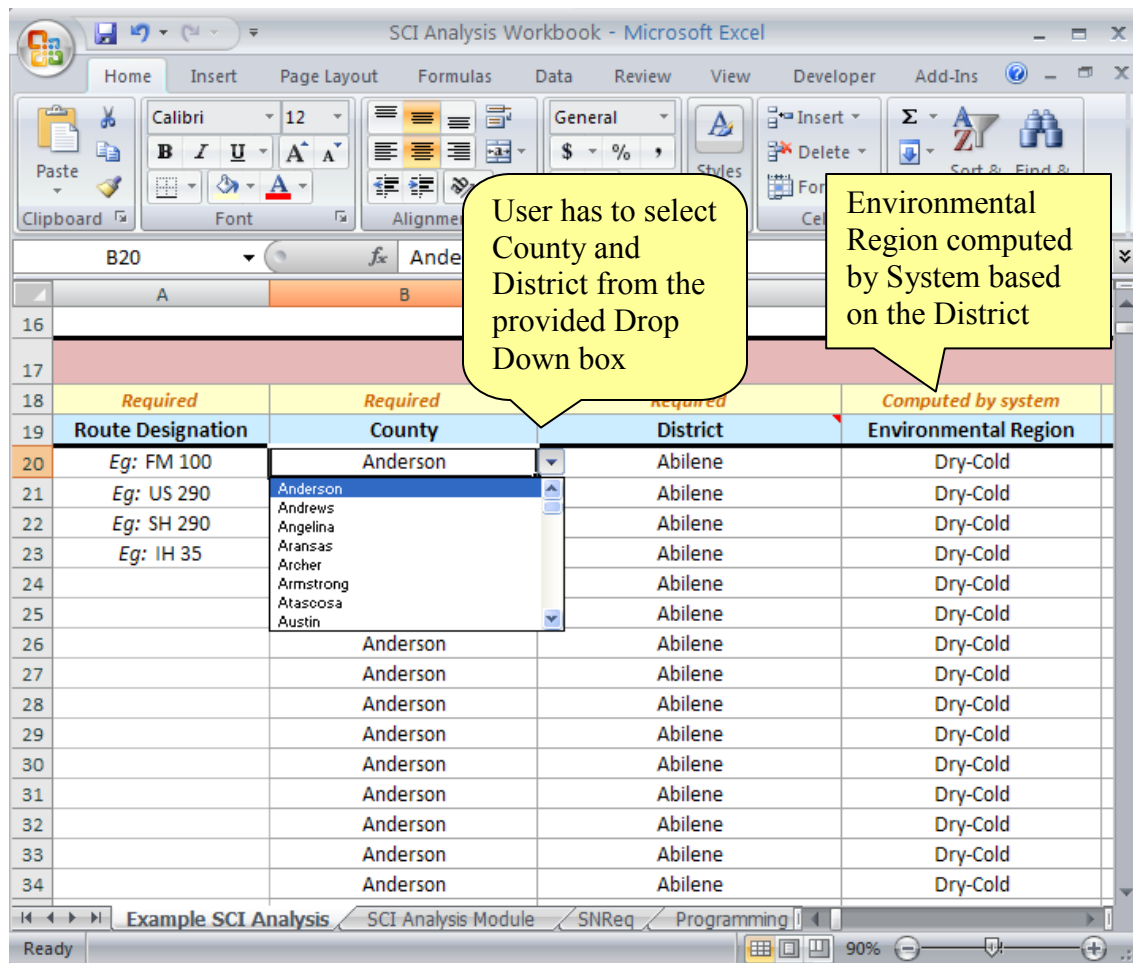 SCI Analysis Workbook - Microsoft Excel
Home Insert Page Layout Formulas Data Review View Developer Add-Ins
Calibri 12 General Insert
Paste B I U A A $ % , Styles Delete Sort & Find &
Clipboard Font
User has to select
County and
District from the
provided Drop
Down box
Environmental
Region computed
by System based
on the District
B20 fx
A B
16
17
18 Required Required Required Computed by system
19 Route Designation County District Environmental Region
20 Eg: FM 100 Anderson Abilene Dry-Cold
21 Eg: US 290 Abilene Dry-Cold
22 Eg: SH 290 Abilene Dry-Cold
23 Eg: IH 35 Abilene Dry-Cold
24 Abilene Dry-Cold
25 Abilene Dry-Cold
Anderson
Andrews
Angelina
Aransas
Archer
Armstrong
Atascosa
Austin
26 Anderson Abilene Dry-Cold
27 Anderson Abilene Dry-Cold
28 Anderson Abilene Dry-Cold
29 Anderson Abilene Dry-Cold
30 Anderson Abilene Dry-Cold
31 Anderson Abilene Dry-Cold
32 Anderson Abilene Dry-Cold
33 Anderson Abilene Dry-Cold
34 Anderson Abilene Dry-Cold
Example SCI Analysis SCI Analysis Module SNReq Programming
Ready 90%